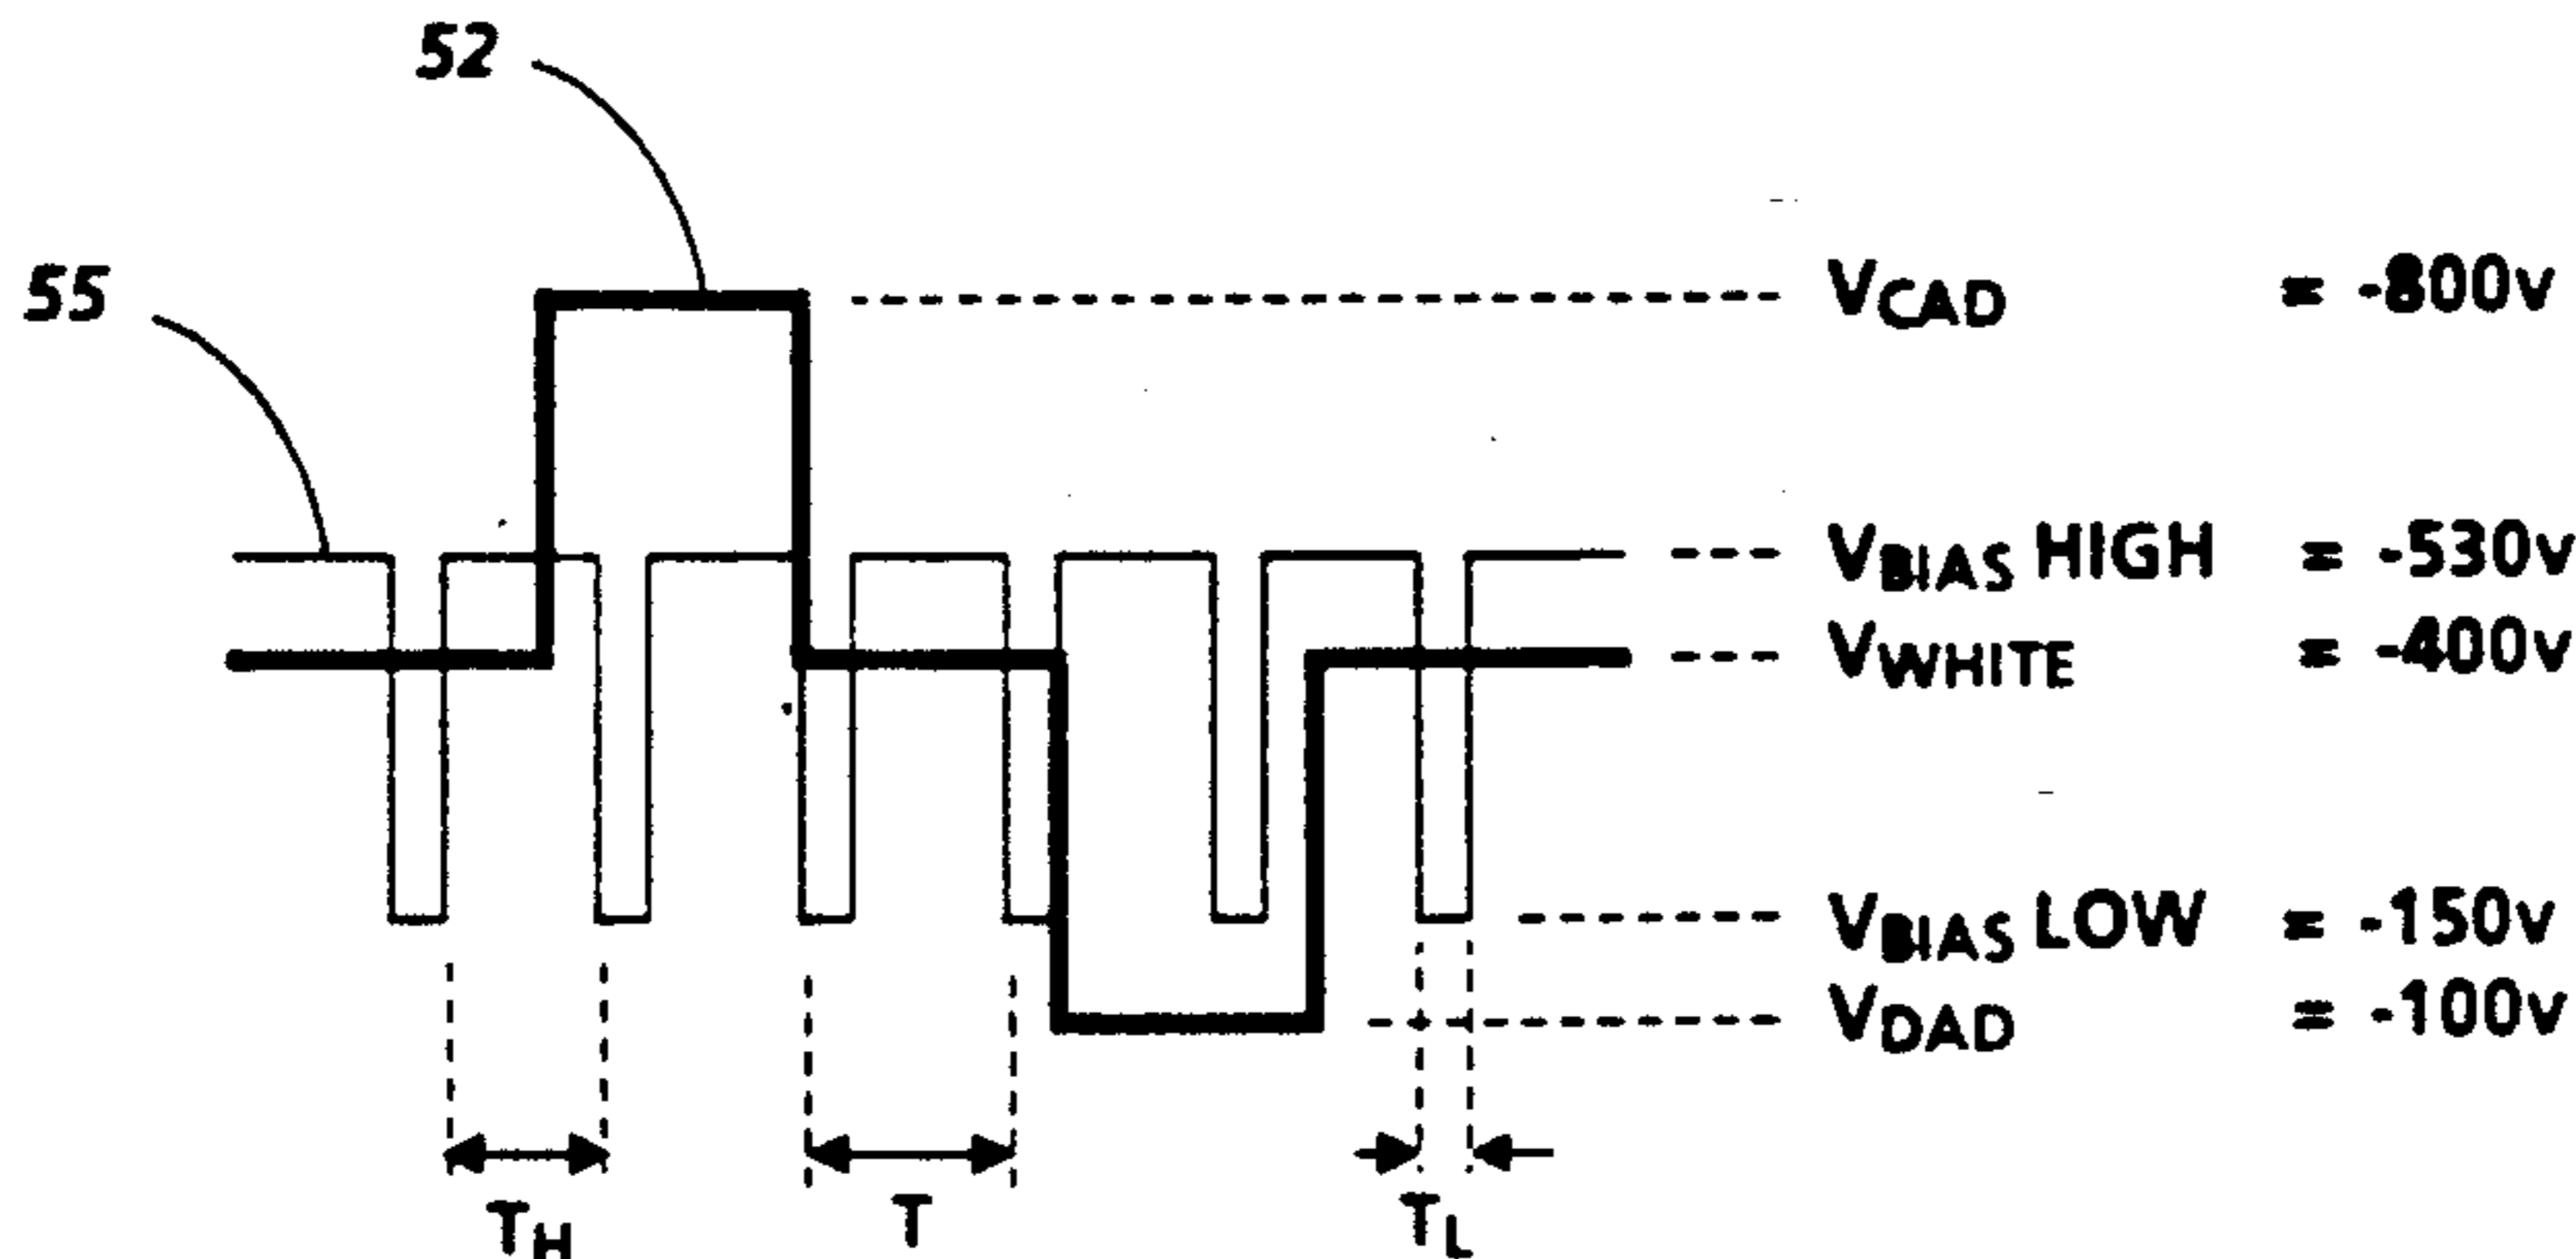 52
55
VCAD = -800v
VBIAS HIGH = -530v
VWHITE = -400v
VBIAS LOW = -150v
VDAD = -100v
TH T TL